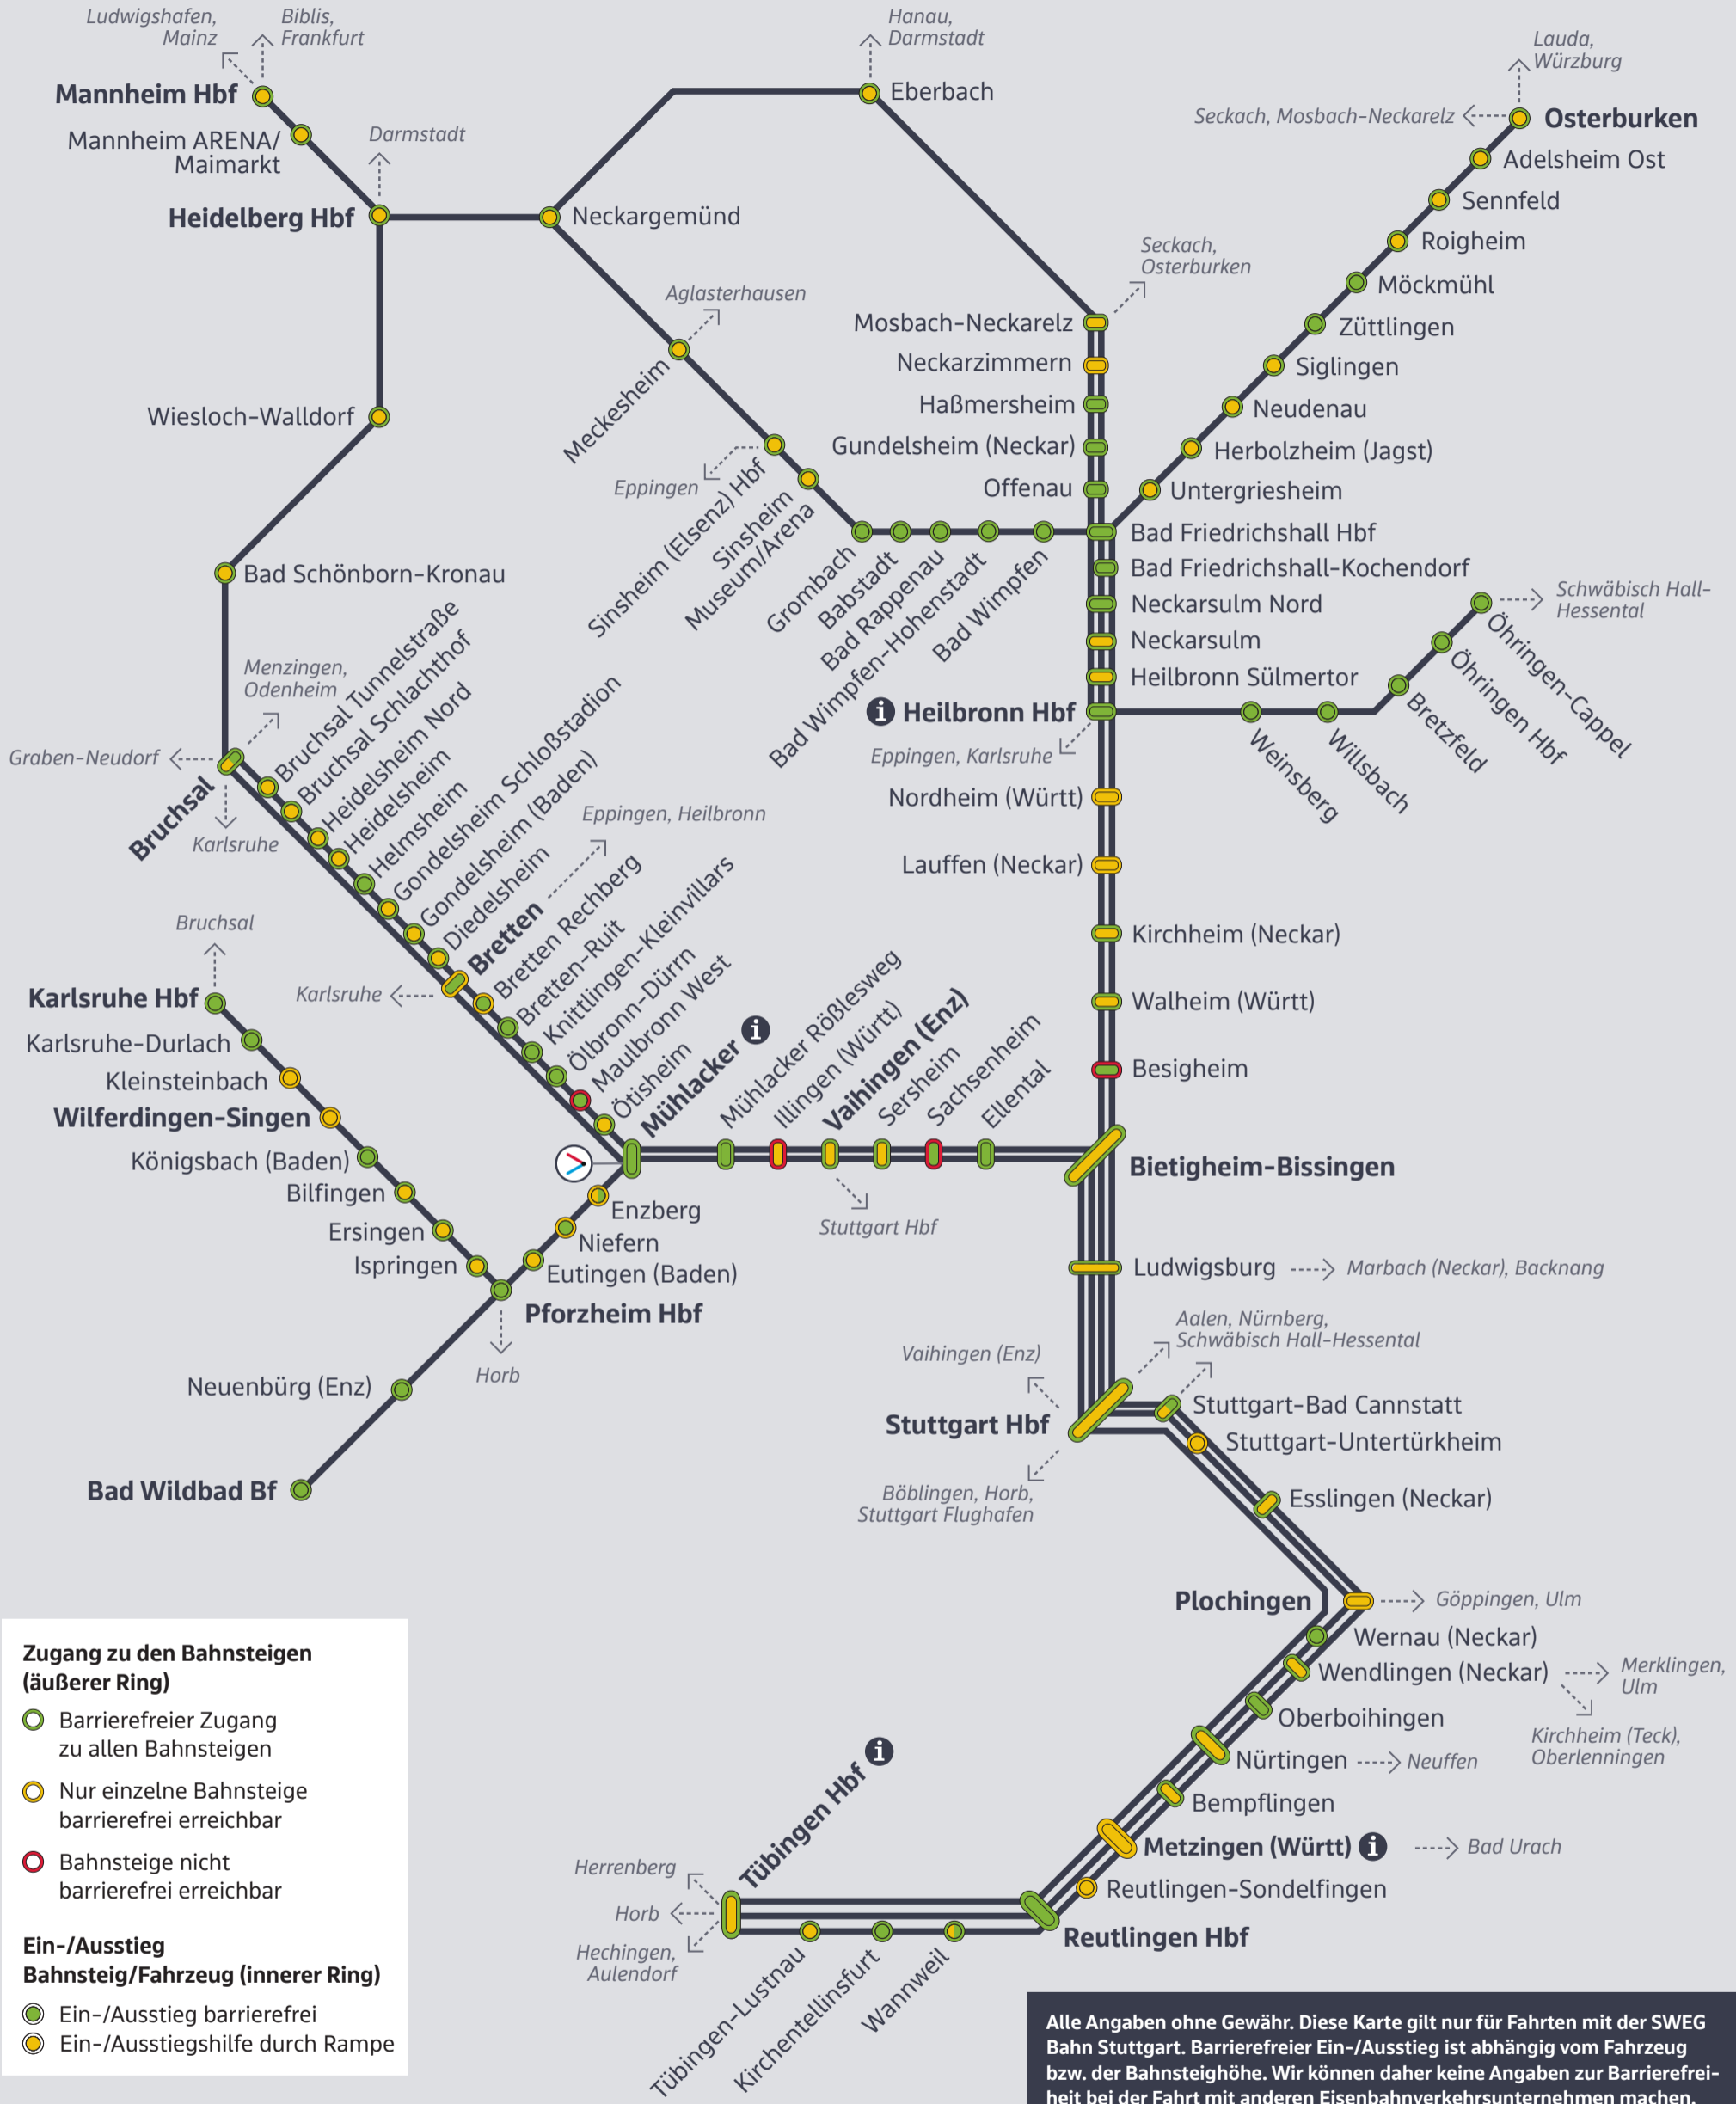 Ludwigshafen,
Mainz
Biblis,
Frankfurt
Hanau,
Darmstadt
Lauda,
Würzburg
Mannheim Hbf
Eberbach
Seckach, Mosbach-Neckarelz
Osterburken
Mannheim ARENA/
Maimarkt
Darmstadt
Adelsheim Ost
Sennfeld
Heidelberg Hbf
Neckargemünd
Roigheim
Seckach,
Osterburken
Möckmühl
Aglasterhausen
Mosbach-Neckarelz
Züttlingen
Neckarzimmern
Siglingen
Meckesheim
Wiesloch-Walldorf
Haßmersheim
Neudenau
Gundelsheim (Neckar)
Herbolzheim (Jagst)
Eppingen
Sinsheim (Elsenz) Hbf
Sinsheim
Museum/Arena
Offenau
Untergriesheim
Grombach
Babstadt
Bad Rappenau
Bad Wimpfen-Hohenstadt
Bad Wimpfen
Bad Friedrichshall Hbf
Bad Schönborn-Kronau
Bad Friedrichshall-Kochendorf
Neckarsulm Nord
Schwäbisch Hall-
Hessental
Neckarsulm
Heilbronn Sülmertor
Heilbronn Hbf
Eppingen, Karlsruhe
Weinsberg
Willsbach
Bretzfeld
Öhringen Hbf
Öhringen-Cappel
Menzingen,
Odenheim
Graben-Neudorf
Bruchsal
Karlsruhe
Bruchsal Tunnelstraße
Bruchsal Schlachthof
Heidelsheim Nord
Heidelsheim
Helmsheim
Gondelsheim Schloßstadion
Gondelsheim (Baden)
Diedelsheim
Bretten
Eppingen, Heilbronn
Karlsruhe
Bretten Rechberg
Bretten-Ruit
Knittlingen-Kleinvillars
Ölbronn-Dürrn
Maulbronn West
Ötisheim
Mühlacker
Nordheim (Württ)
Lauffen (Neckar)
Kirchheim (Neckar)
Walheim (Württ)
Besigheim
Bruchsal
Karlsruhe Hbf
Karlsruhe-Durlach
Kleinsteinbach
Wilferdingen-Singen
Königsbach (Baden)
Bilfingen
Ersingen
Ispringen
Mühlacker Rößlesweg
Illingen (Württ)
Vaihingen (Enz)
Sersheim
Sachsenheim
Ellental
Bietigheim-Bissingen
Stuttgart Hbf
Enzberg
Niefern
Eutingen (Baden)
Pforzheim Hbf
Horb
Neuenbürg (Enz)
Bad Wildbad Bf
Ludwigsburg
Marbach (Neckar), Backnang
Aalen, Nürnberg,
Schwäbisch Hall-Hessental
Vaihingen (Enz)
Stuttgart Hbf
Stuttgart-Bad Cannstatt
Stuttgart-Untertürkheim
Böblingen, Horb,
Stuttgart Flughafen
Esslingen (Neckar)
Plochingen
Göppingen, Ulm
Wernau (Neckar)
Wendlingen (Neckar)
Merklingen,
Ulm
Oberboihingen
Kirchheim (Teck),
Oberlenningen
Nürtingen
Neuffen
Bempflingen
Metzingen (Württ)
Bad Urach
Reutlingen-Sondelfingen
Reutlingen Hbf
Tübingen Hbf
Herrenberg
Horb
Hechingen,
Aulendorf
Tübingen-Lustnau
Kirchentellinsfurt
Wannweil
Zugang zu den Bahnsteigen
(äußerer Ring)
Barrierefreier Zugang
zu allen Bahnsteigen
Nur einzelne Bahnsteige
barrierefrei erreichbar
Bahnsteige nicht
barrierefrei erreichbar
Ein-/Ausstieg
Bahnsteig/Fahrzeug (innerer Ring)
Ein-/Ausstieg barrierefrei
Ein-/Ausstiegshilfe durch Rampe
Alle Angaben ohne Gewähr. Diese Karte gilt nur für Fahrten mit der SWEG
Bahn Stuttgart. Barrierefreier Ein-/Ausstieg ist abhängig vom Fahrzeug
bzw. der Bahnsteighöhe. Wir können daher keine Angaben zur Barrierefrei-
heit bei der Fahrt mit anderen Eisenbahnverkehrsunternehmen machen.